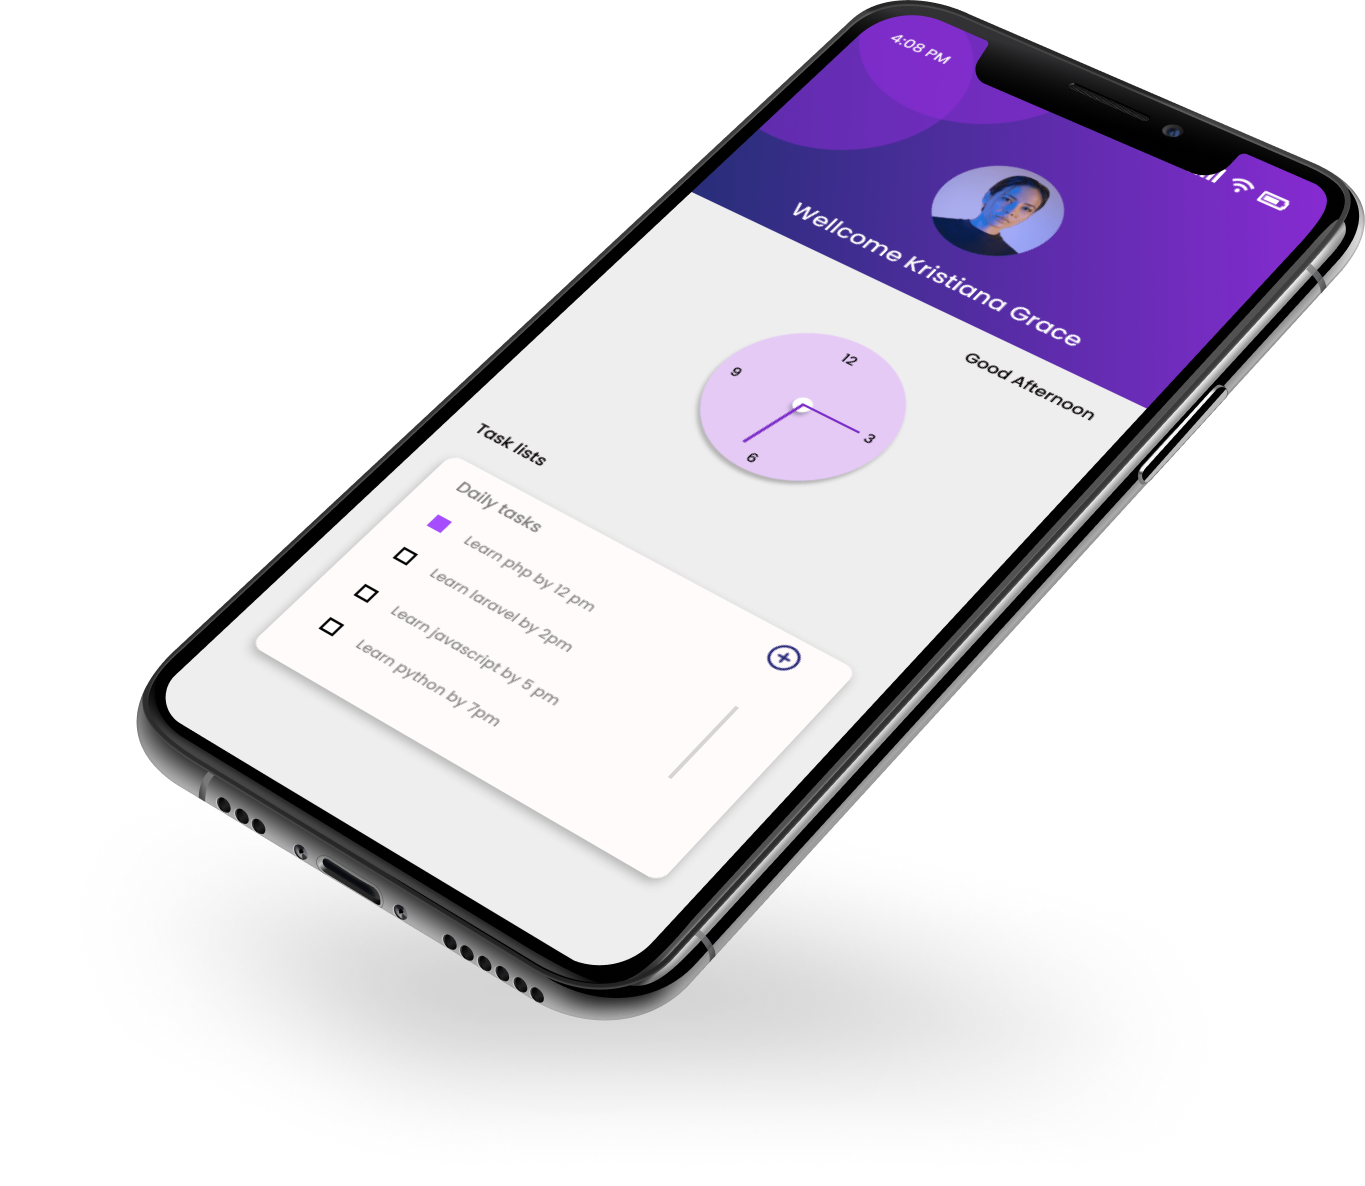 4:08 PM
Wellcome Kristiana Grace
Good Afternoon
12
9
3
6
Task lists
Daily tasks
Learn php by 12 pm
Learn laravel by 2pm
Learn javascript by 5 pm
Learn python by 7pm